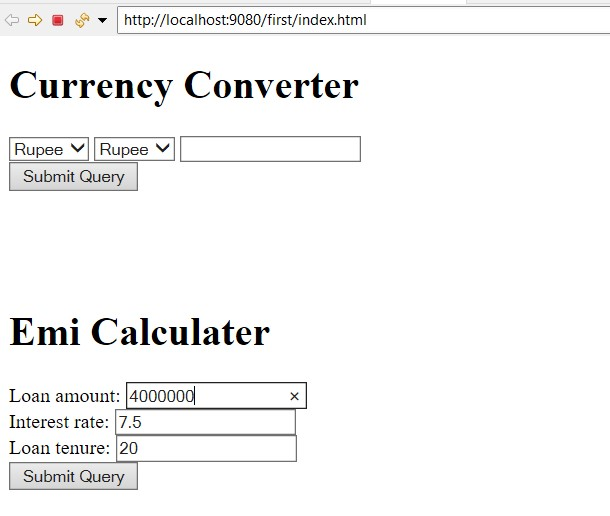 http://localhost:9080/first/index.html
Currency Converter
Rupee Rupee
Submit Query
Emi Calculater
Loan amount: 4000000
Interest rate: 7.5
Loan tenure: 20
Submit Query